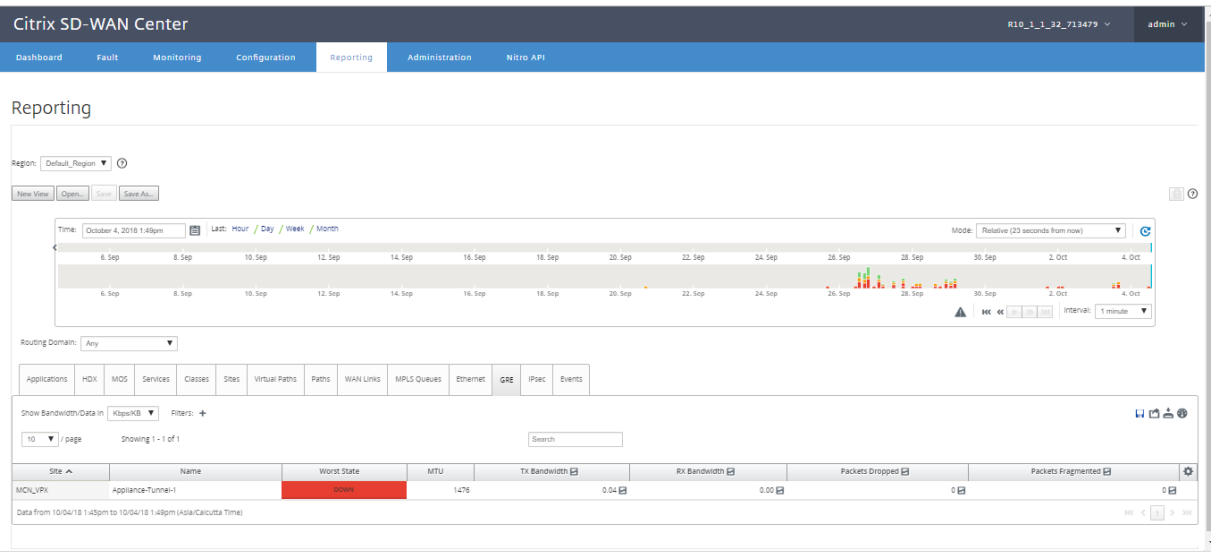 Citrix SD-WAN Center
R10_1_1_32_713479 admin
Dashboard Fault Monitoring Configuration Reporting Administration Nitro API
Reporting
Region: Default_Region
New View Open... Save Save As...
Time: October 4, 2018 1:49pm Last: Hour / Day / Week / Month Mode: Relative (23 seconds from now)
6. Sep 8. Sep 10. Sep 12. Sep 14. Sep 16. Sep 18. Sep 20. Sep 22. Sep 24. Sep 26. Sep 28. Sep 30. Sep 2. Oct 4. Oct
6. Sep 8. Sep 10. Sep 12. Sep 14. Sep 16. Sep 18. Sep 20. Sep 22. Sep 24. Sep 26. Sep 28. Sep 30. Sep 2. Oct 4. Oct
Interval: 1 minute
Routing Domain: Any
Applications HDX MOS Services Classes Sites Virtual Paths Paths WAN Links MPLS Queues Ethernet GRE IPsec Events
Show Bandwidth/Data in Kbps/KB Filters: +
10 / page Showing 1 - 1 of 1 Search
Site Name Worst State MTU TX Bandwidth RX Bandwidth Packets Dropped Packets Fragmented
MCN_VPX Appliance-Tunnel-1 DOWN 1476 0.04 0.00 0 0
Data from 10/04/18 1:45pm to 10/04/18 1:49pm (Asia/Calcutta Time) 1